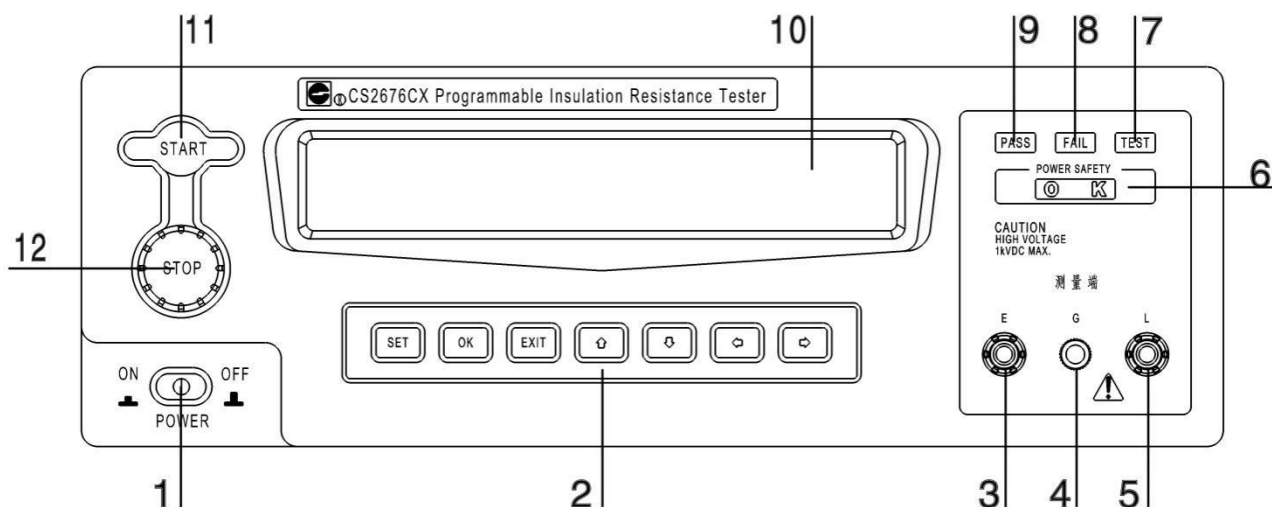 11
10
9 8 7
® CS2676CX Programmable Insulation Resistance Tester
START
PASS FAIL TEST
POWER SAFETY
O K
6
CAUTION
HIGH VOLTAGE
1kVDC MAX.
12
STOP
测量端
E G L
SET OK EXIT ⇧ ⇩ ⇦ ⇨
ON OFF
POWER
1 2 3 4 5